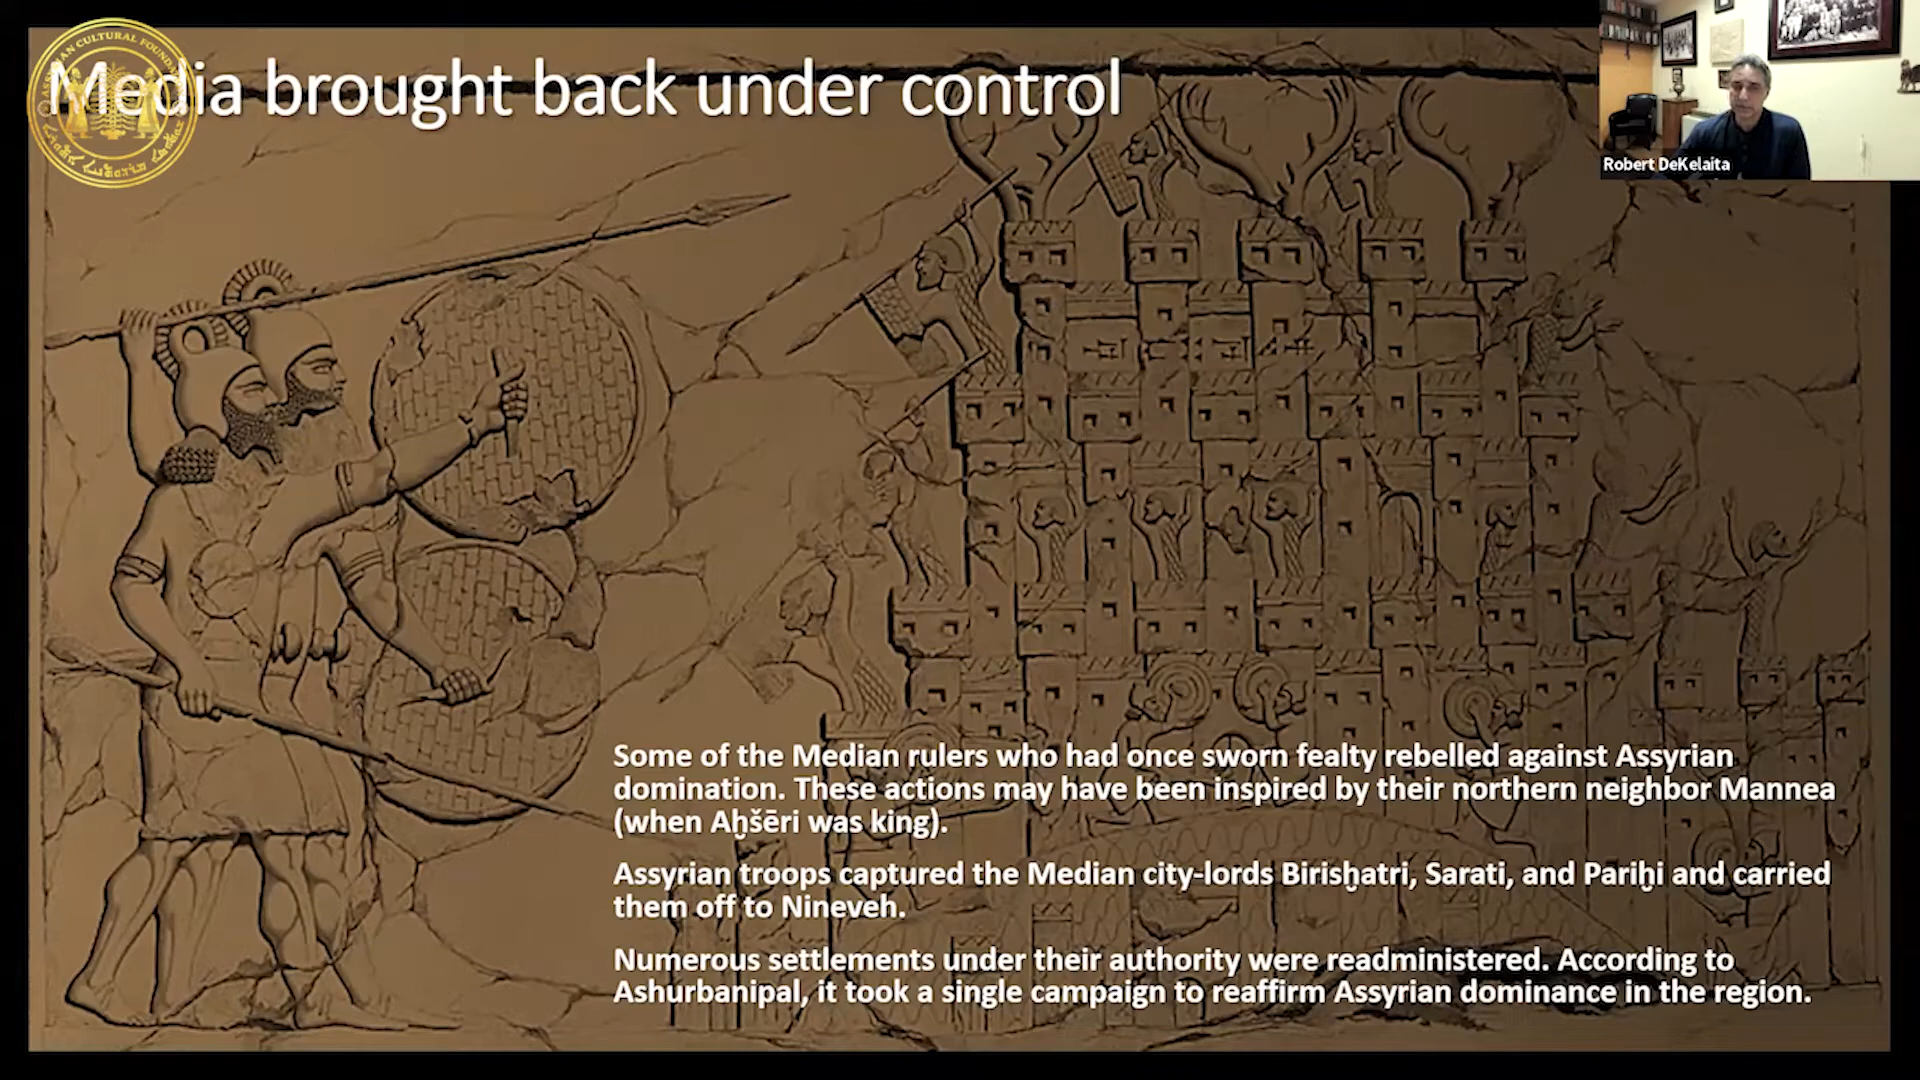 ASSYRIAN CULTURAL FOUNDATION
Media brought back under control
Robert DeKelaita
Some of the Median rulers who had once sworn fealty rebelled against Assyrian
domination. These actions may have been inspired by their northern neighbor Mannea
(when Aḫšēri was king).
Assyrian troops captured the Median city-lords Birisḫatri, Sarati, and Pariḫi and carried
them off to Nineveh.
Numerous settlements under their authority were readministered. According to
Ashurbanipal, it took a single campaign to reaffirm Assyrian dominance in the region.